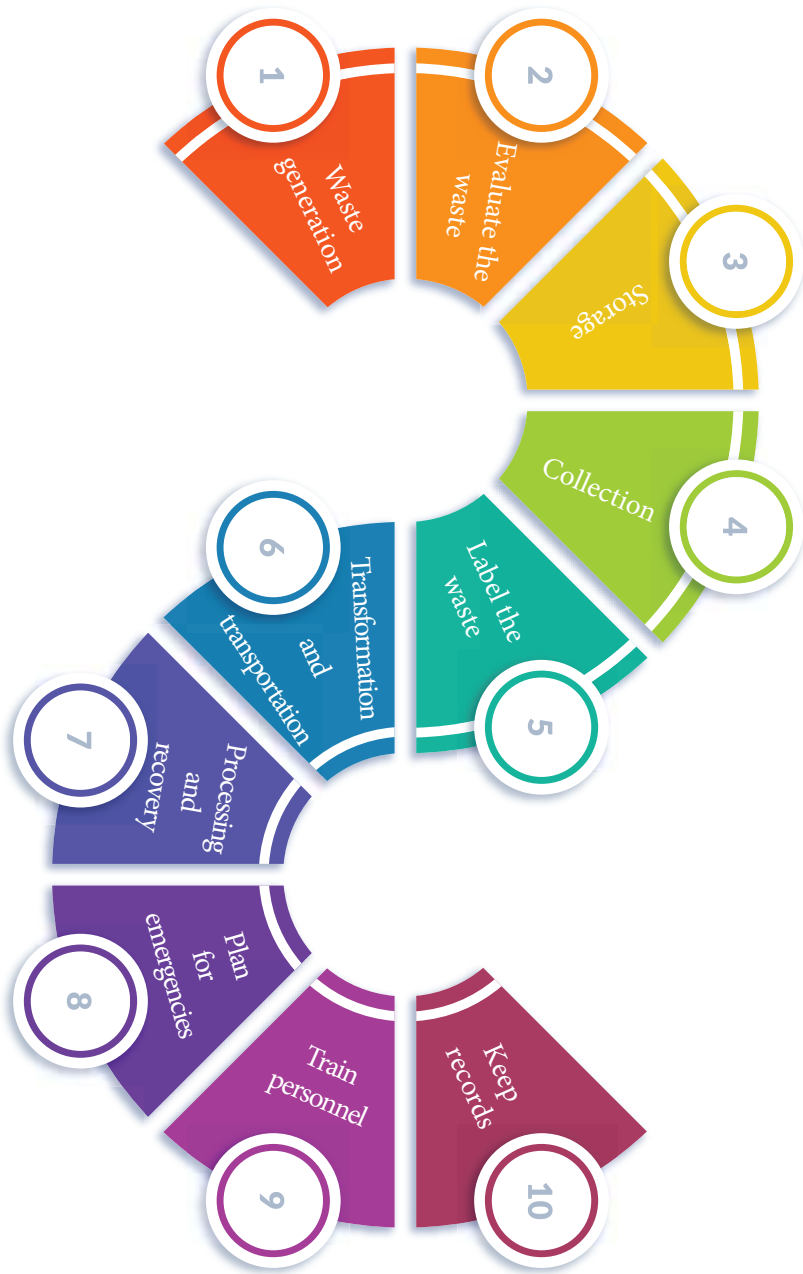 1
Waste
generation
2
Evaluate the
waste
3
Storage
4
Collection
5
Label the
waste
6
Transformation
and
transportation
7
Processing
and
recovery
8
Plan
for
emergencies
9
Train
personnel
10
Keep
records